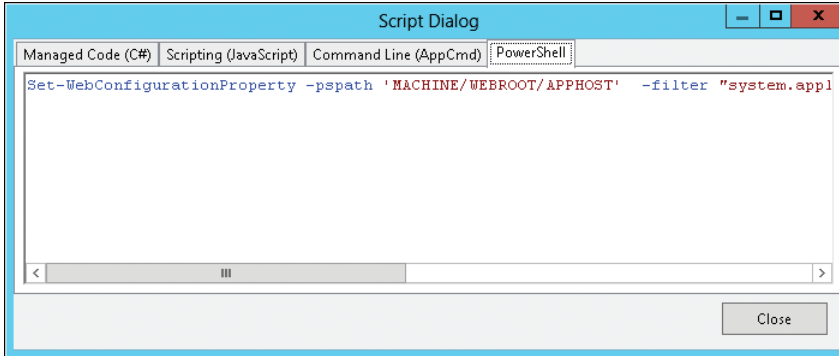 Script Dialog
Managed Code (C#) Scripting (JavaScript) Command Line (AppCmd) PowerShell
Set-WebConfigurationProperty -pspath 'MACHINE/WEBROOT/APPHOST'  -filter "system.appl
Close